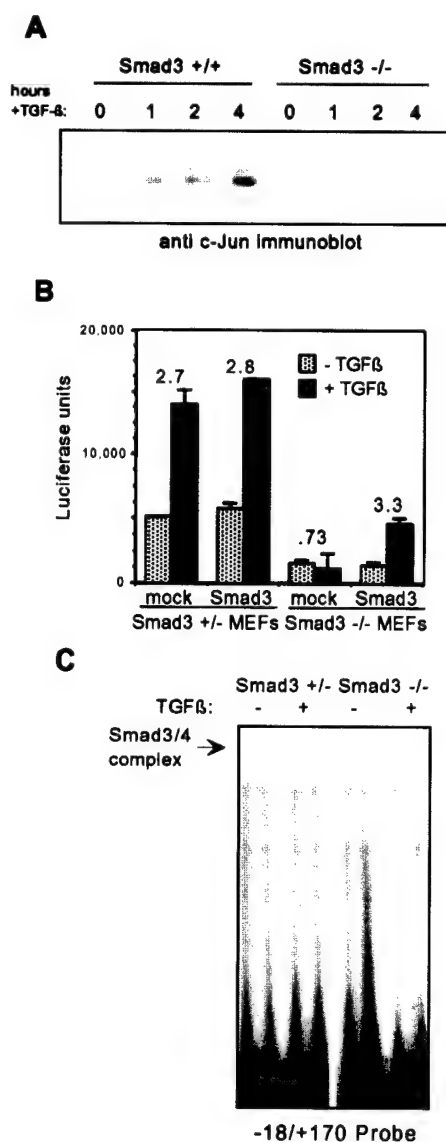 A
Smad3 +/+ Smad3 -/-
hours
+TGF-ß: 0 1 2 4 0 1 2 4
anti c-Jun Immunoblot
B
20,000
10,000
0
Luciferase units
2.7
2.8
.73
3.3
- TGFß
+ TGFß
mock Smad3 mock Smad3
Smad3 +/- MEFs Smad3 -/- MEFs
C
Smad3 +/- Smad3 -/-
TGFß: - + - +
Smad3/4
complex
-18/+170 Probe